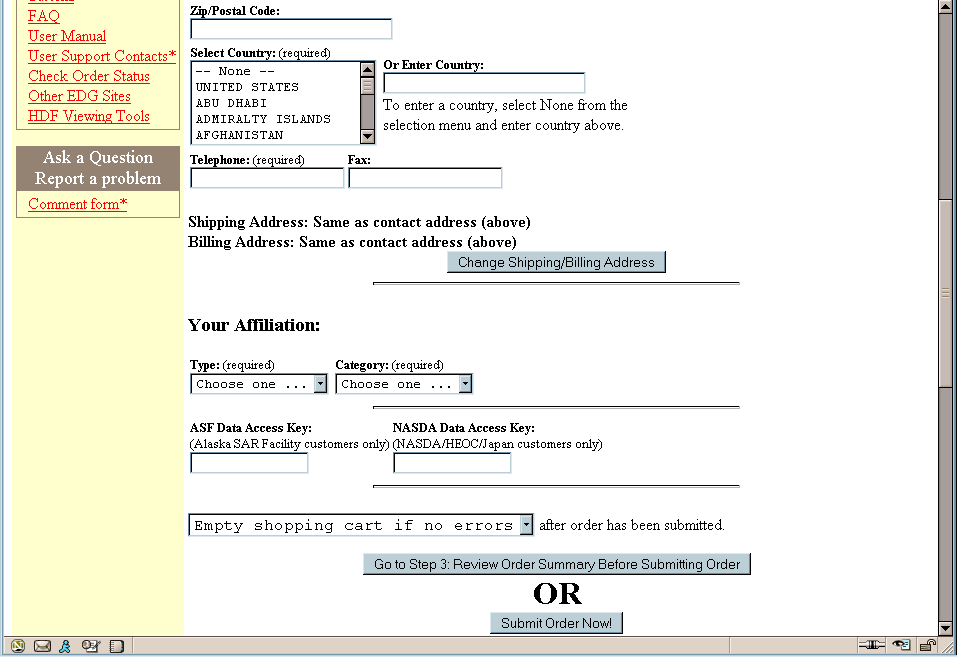 FAQ
User Manual
User Support Contacts*
Check Order Status
Other EDG Sites
HDF Viewing Tools
Ask a Question
Report a problem
Comment form*
Zip/Postal Code:
Select Country: (required)
-- None --
UNITED STATES
ABU DHABI
ADMIRALTY ISLANDS
AFGHANISTAN
Or Enter Country:
To enter a country, select None from the
selection menu and enter country above.
Telephone: (required) Fax:
Shipping Address: Same as contact address (above)
Billing Address: Same as contact address (above)
Change Shipping/Billing Address
Your Affiliation:
Type: (required) Category: (required)
Choose one ... Choose one ...
ASF Data Access Key: NASDA Data Access Key:
(Alaska SAR Facility customers only) (NASDA/HEOC/Japan customers only)
Empty shopping cart if no errors after order has been submitted.
Go to Step 3: Review Order Summary Before Submitting Order
OR
Submit Order Now!